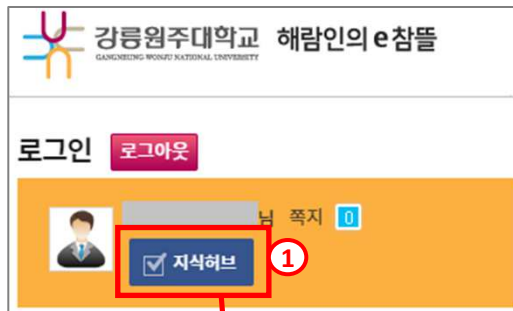 강릉원주대학교 해람인의 e참뜰
GANGNEUNG-WONJU NATIONAL UNIVERSITY
로그인 로그아웃
님 쪽지 0
지식허브 1